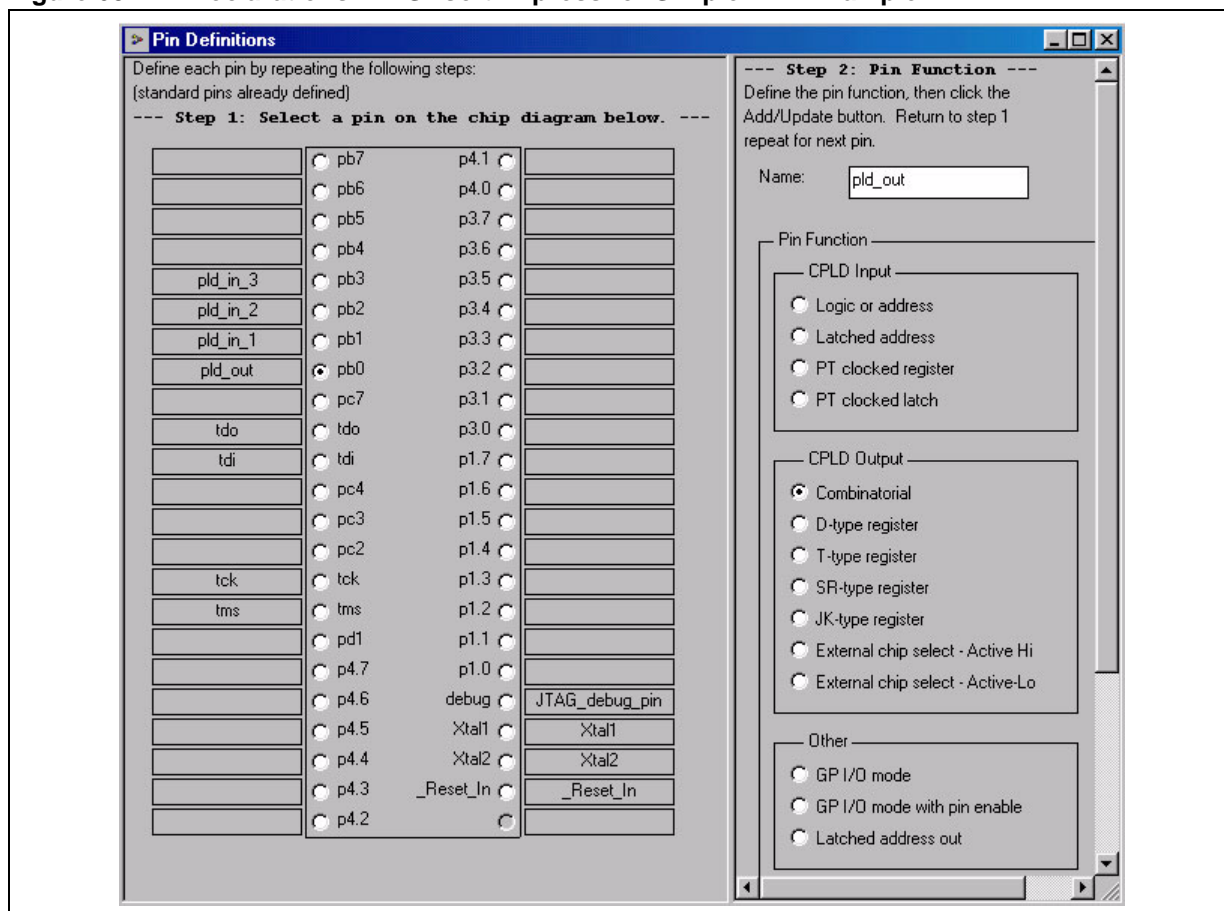 Pin Definitions
Define each pin by repeating the following steps:
(standard pins already defined)
--- Step 1: Select a pin on the chip diagram below. ---
pb7 p4.1
pb6 p4.0
pb5 p3.7
pb4 p3.6
pld_in_3 pb3 p3.5
pld_in_2 pb2 p3.4
pld_in_1 pb1 p3.3
pld_out pb0 p3.2
pc7 p3.1
tdo tdo p3.0
tdi tdi p1.7
pc4 p1.6
pc3 p1.5
pc2 p1.4
tck tck p1.3
tms tms p1.2
pd1 p1.1
p4.7 p1.0
p4.6 debug JTAG_debug_pin
p4.5 Xtal1 Xtal1
p4.4 Xtal2 Xtal2
p4.3 _Reset_In _Reset_In
p4.2
--- Step 2: Pin Function ---
Define the pin function, then click the
Add/Update button. Return to step 1
repeat for next pin.
Name: pld_out
Pin Function
CPLD Input
Logic or address
Latched address
PT clocked register
PT clocked latch
CPLD Output
Combinatorial
D-type register
T-type register
SR-type register
JK-type register
External chip select - Active Hi
External chip select - Active-Lo
Other
GP I/O mode
GP I/O mode with pin enable
Latched address out